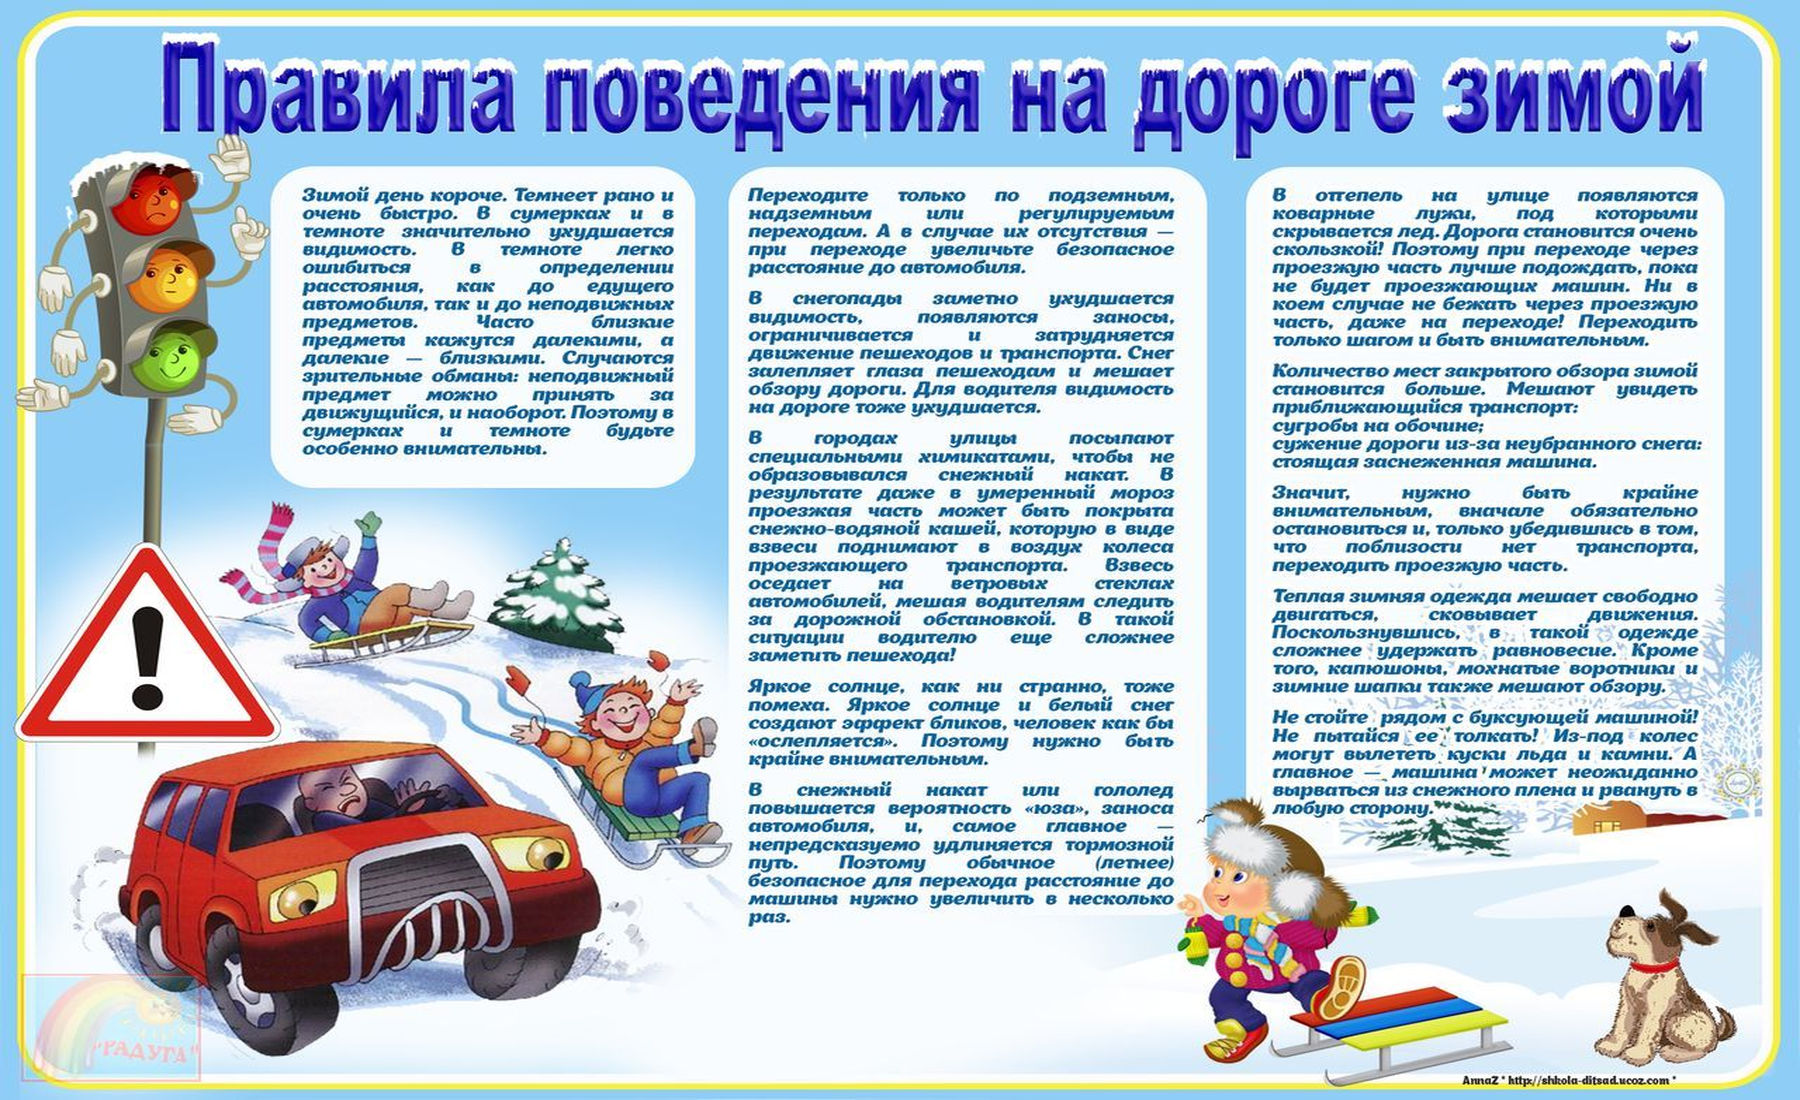 Правила поведения на дороге зимой
Зимой день короче. Темнеет рано и
очень быстро. В сумерках и в
темноте значительно ухудшается
видимость. В темноте легко
ошибиться в определении
расстояния, как до едущего
автомобиля, так и до неподвижных
предметов. Часто близкие
предметы кажутся далекими, а
далекие — близкими. Случаются
зрительные обманы: неподвижный
предмет можно принять за
движущийся, и наоборот. Поэтому в
сумерках и темноте будьте
особенно внимательны.
Переходите только по подземным,
надземным или регулируемым
переходам. А в случае их отсутствия —
при переходе увеличьте безопасное
расстояние до автомобиля.
В снегопады заметно ухудшается
видимость, появляются заносы,
ограничивается и затрудняется
движение пешеходов и транспорта. Снег
залепляет глаза пешеходам и мешает
обзору дороги. Для водителя видимость
на дороге тоже ухудшается.
В городах улицы посыпают
специальными химикатами, чтобы не
образовывался снежный накат. В
результате даже в умеренный мороз
проезжая часть может быть покрыта
снежно-водяной кашей, которую в виде
взвеси поднимают в воздух колеса
проезжающего транспорта. Взвесь
оседает на ветровых стеклах
автомобилей, мешая водителям следить
за дорожной обстановкой. В такой
ситуации водителю еще сложнее
заметить пешехода!
Яркое солнце, как ни странно, тоже
помеха. Яркое солнце и белый снег
создают эффект бликов, человек как бы
«ослепляется». Поэтому нужно быть
крайне внимательным.
В снежный накат или гололед
повышается вероятность «юза», заноса
автомобиля, и, самое главное —
непредсказуемо удлиняется тормозной
путь. Поэтому обычное (летнее)
безопасное для перехода расстояние до
машины нужно увеличить в несколько
раз.
В оттепель на улице появляются
коварные лужи, под которыми
скрывается лед. Дорога становится очень
скользкой! Поэтому при переходе через
проезжую часть лучше подождать, пока
не будет проезжающих машин. Ни в
коем случае не бежать через проезжую
часть, даже на переходе! Переходить
только шагом и быть внимательным.
Количество мест закрытого обзора зимой
становится больше. Мешают увидеть
приближающийся транспорт:
сугробы на обочине;
сужение дороги из-за неубранного снега:
стоящая заснеженная машина.
Значит, нужно быть крайне
внимательным, вначале обязательно
остановиться и, только убедившись в том,
что поблизости нет транспорта,
переходить проезжую часть.
Теплая зимняя одежда мешает свободно
двигаться, сковывает движения.
Поскользнувшись, в такой одежде
сложнее удержать равновесие. Кроме
того, капюшоны, мохнатые воротники и
зимние шапки также мешают обзору.
Не стойте рядом с буксующей машиной!
Не пытайся ее толкать! Из-под колес
могут вылететь куски льда и камни. А
главное — машина может неожиданно
вырваться из снежного плена и рвануть в
любую сторону.
"РАДУГА"
AnnaZ * http://shkola-ditsad.ucoz.com *